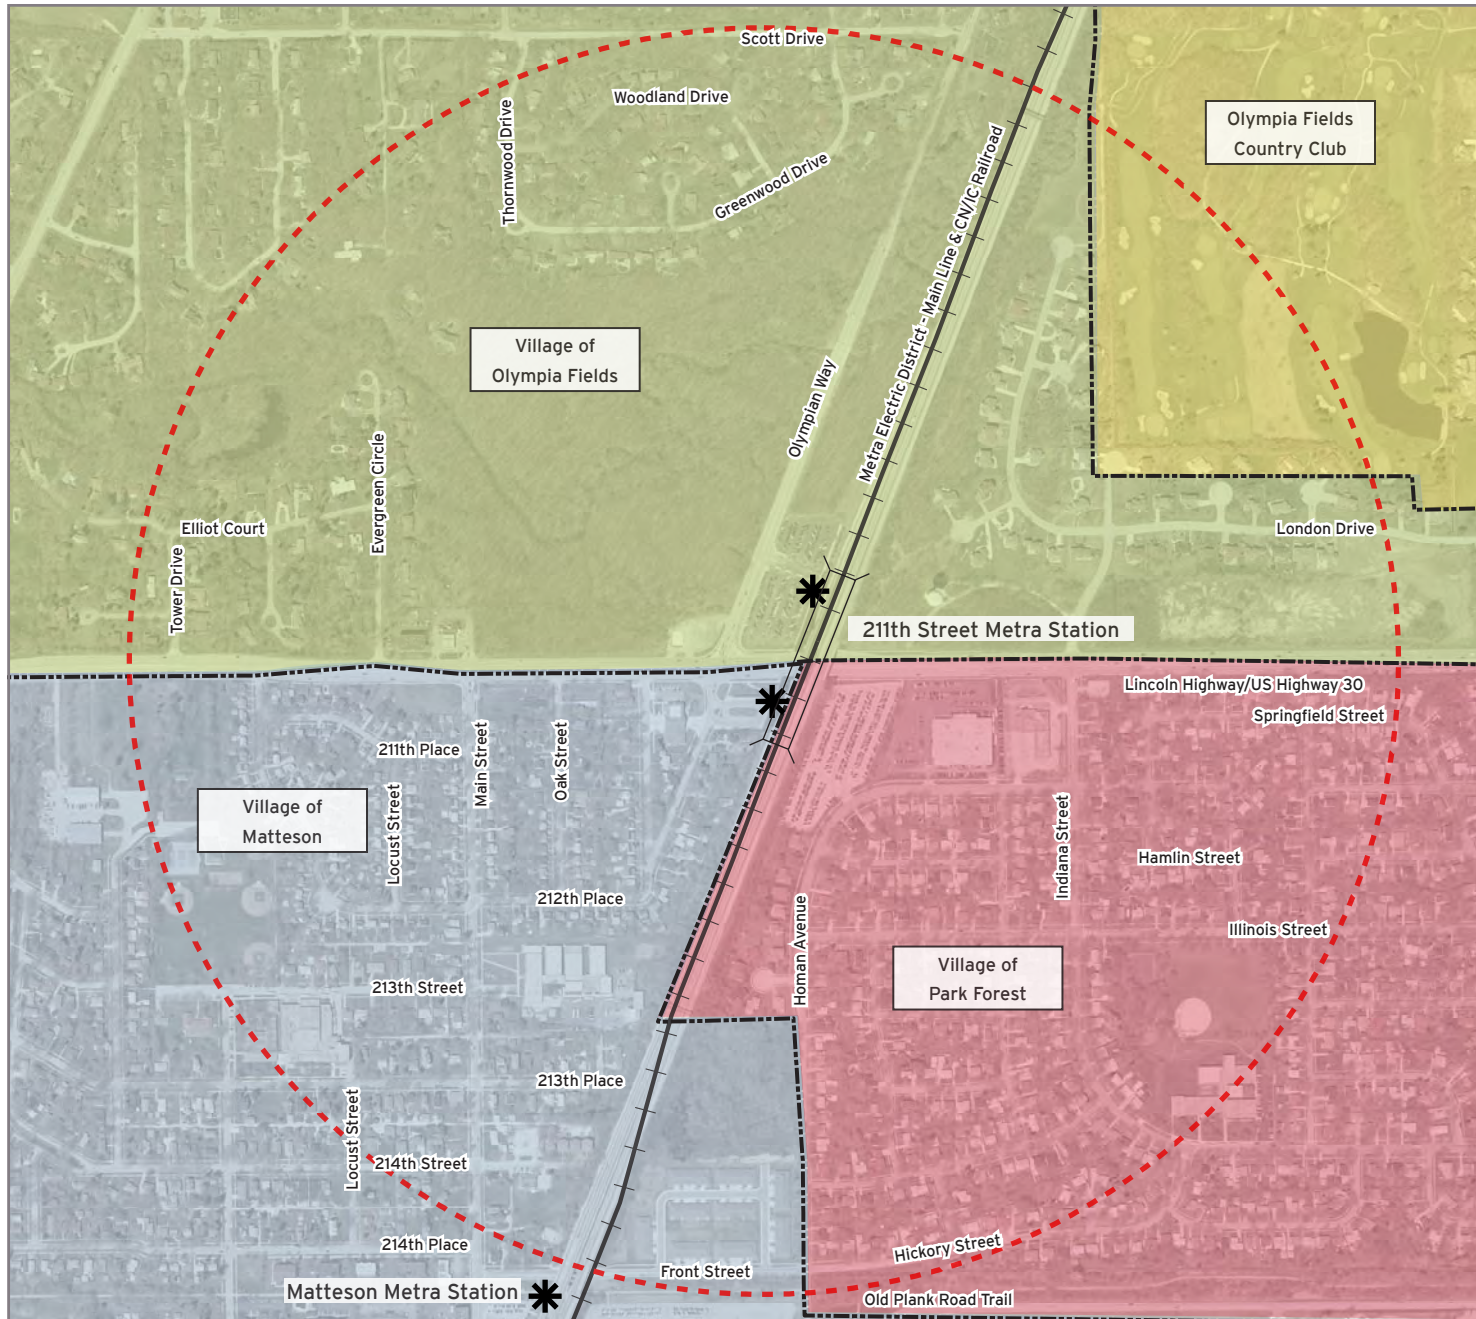 Scott Drive
Woodland Drive
Thornwood Drive
Greenwood Drive
Olympia Fields
Country Club
Metra Electric District - Main Line & CN/IC Railroad
Village of
Olympia Fields
Olympian Way
Evergreen Circle
Elliot Court
Tower Drive
London Drive
211th Street Metra Station
Lincoln Highway/US Highway 30
Springfield Street
211th Place
Main Street
Oak Street
Locust Street
Village of
Matteson
Indiana Street
Hamlin Street
212th Place
Homan Avenue
Illinois Street
Village of
Park Forest
213th Street
213th Place
Locust Street
214th Street
214th Place
Hickory Street
Front Street
Matteson Metra Station
Old Plank Road Trail